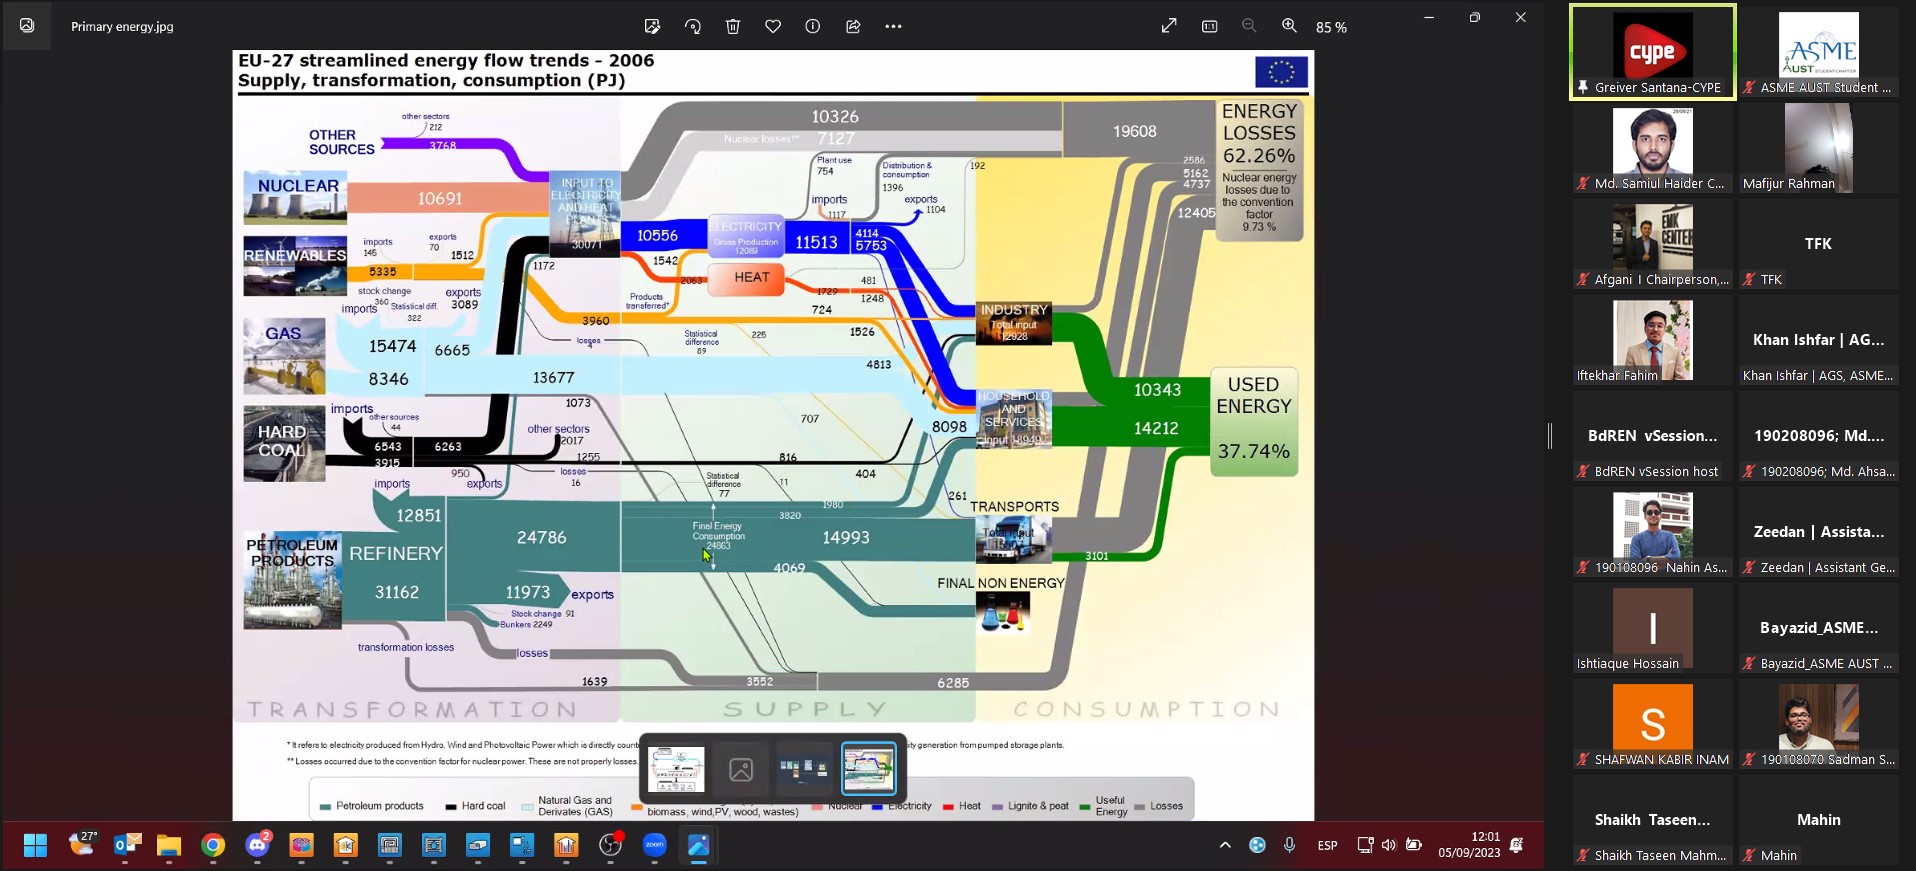 Primary energy.jpg
85 %
EU-27 streamlined energy flow trends - 2006
Supply, transformation, consumption (PJ)
other sectors
212
OTHER
SOURCES
3768
NUCLEAR
10691
INPUT TO
ELECTRICITY
AND HEAT
PLANTS
30071
RENEWABLES
imports
145
exports
70
1512
5335
stock change
360
Statistical diff.
322
imports
exports
3089
1172
GAS
15474
6665
8346
13677
3960
losses
4
1073
HARD
COAL
imports
other sources
44
6543
6263
3915
other sectors
2017
1255
950
exports
losses
16
imports
12851
PETROLEUM
PRODUCTS
REFINERY
31162
24786
11973
exports
Stock change 91
Bunkers 2249
transformation losses
losses
1639
3552
6285
10326
Nuclear losses**
7127
Plant use
754
Distribution &
consumption
1396
192
imports
1117
exports
1104
10556
ELECTRICITY
Gross Production
12089
11513
4114
5753
1542
2063
HEAT
1729
481
1248
Products
transferred*
724
1526
Statistical
difference
89
225
4813
707
8098
816
404
Statistical
difference
77
11
1980
3820
Final Energy
Consumption
24863
14993
4069
261
19608
2586
5162
4737
12405
ENERGY
LOSSES
62.26%
Nuclear energy
losses due to
the convention
factor
9.73 %
INDUSTRY
Total input
12928
HOUSEHOLD
AND
SERVICES
Input 18949
TRANSPORTS
Total input
FINAL NON ENERGY
10343
14212
3101
USED
ENERGY
37.74%
TRANSFORMATION
SUPPLY
CONSUMPTION
* It refers to electricity produced from Hydro, Wind and Photovoltaic Power which is directly
generation from pumped storage plants.
** Losses occurred due to the convention factor for nuclear power. These are not properly losses.
Petroleum products
Hard coal
Natural Gas and
Derivates (GAS)
biomass, wind,PV, wood, wastes)
Nuclear
Electricity
Heat
Lignite & peat
Useful
Energy
Losses
27°
2
zoom
ESP
12:01
05/09/2023
cype
Greiver Santana-CYPE
ASME
AUST STUDENT CHAPTER
ASME AUST Student ...
Md. Samiul Haider C...
Mafijur Rahman
EMK
CENTER
Afgani I Chairperson,...
TFK
TFK
Iftekhar Fahim
Khan Ishfar | AG...
Khan Ishfar | AGS, ASME...
BdREN vSession...
BdREN vSession host
190208096; Md....
190208096; Md. Ahsa...
190108096 Nahin As...
Zeedan | Assista...
Zeedan | Assistant Ge...
I
Ishtiaque Hossain
Bayazid_ASME...
Bayazid_ASME AUST ...
S
SHAFWAN KABIR INAM
190108070 Sadman S...
Shaikh Taseen...
Shaikh Taseen Mahm...
Mahin
Mahin